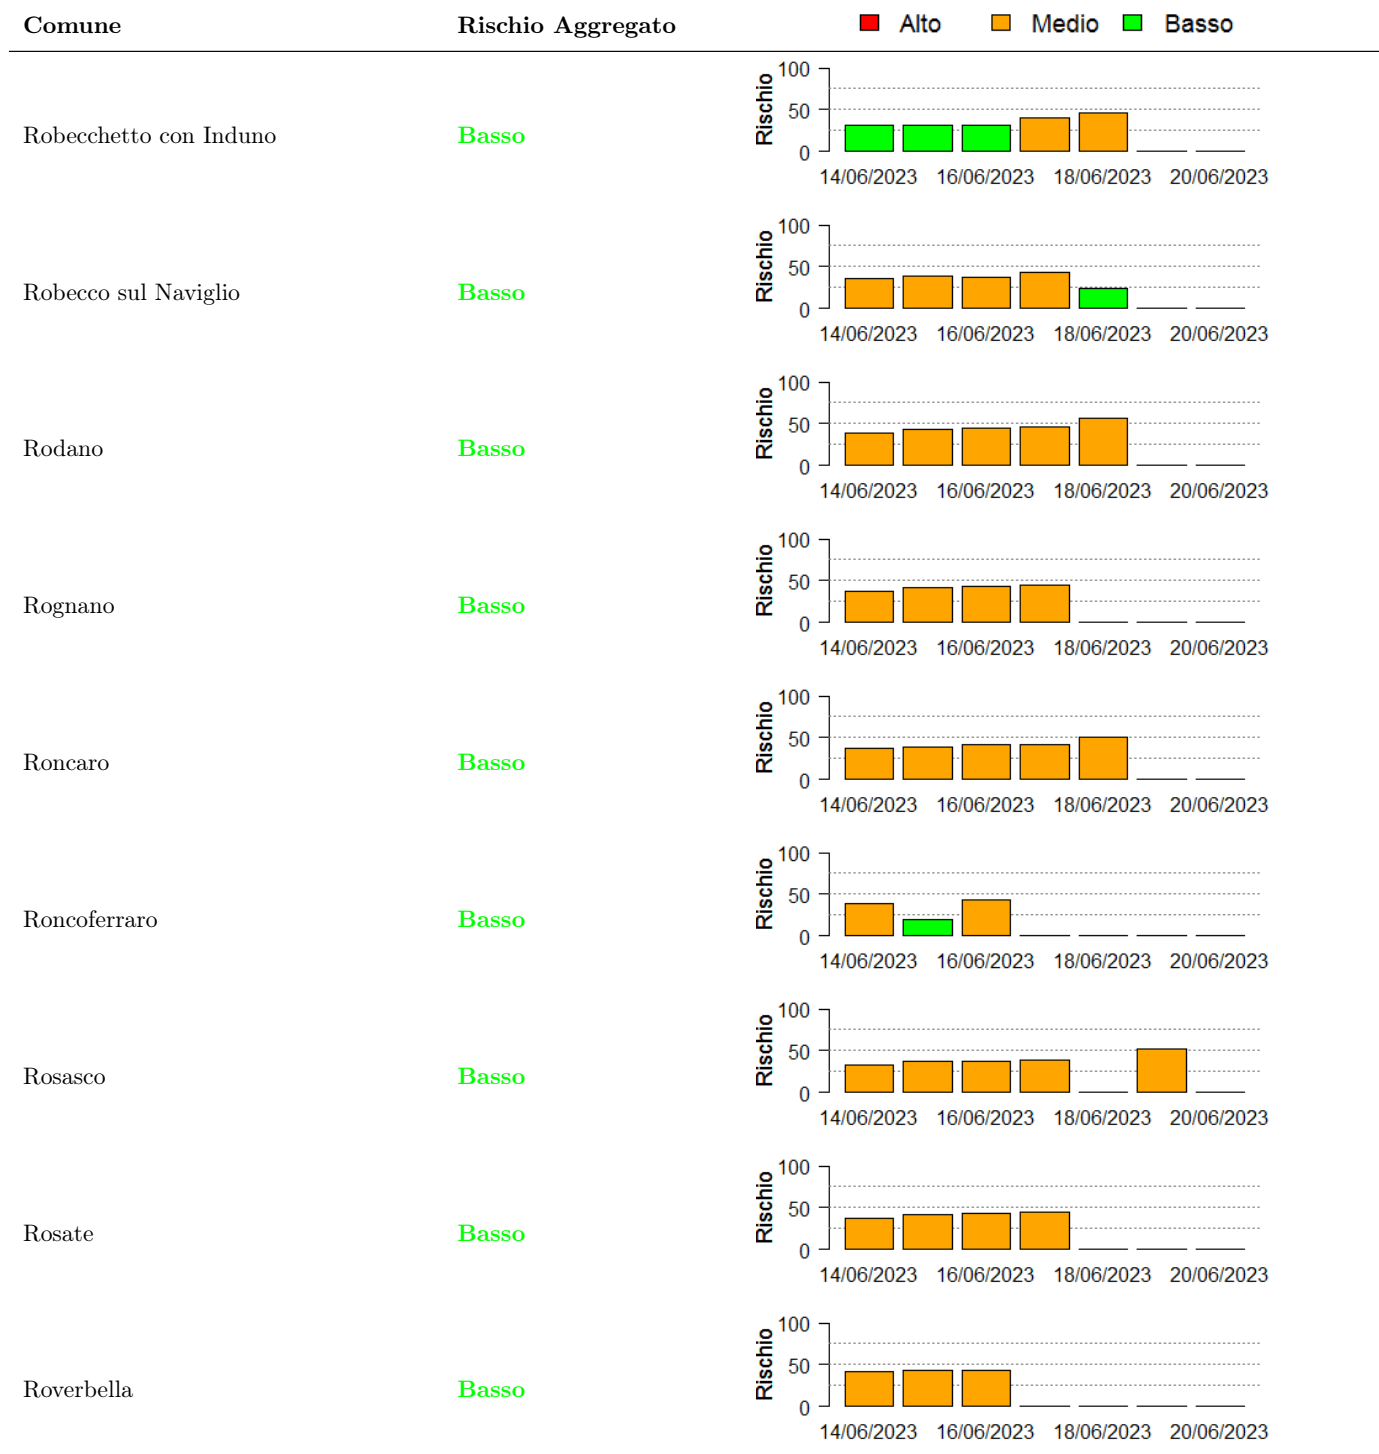 Comune Rischio Aggregato Alto Medio Basso
Robecchetto con Induno Basso Rischio 100 50 0
14/06/2023 16/06/2023 18/06/2023 20/06/2023
Robecco sul Naviglio Basso Rischio 100 50 0
14/06/2023 16/06/2023 18/06/2023 20/06/2023
Rodano Basso Rischio 100 50 0
14/06/2023 16/06/2023 18/06/2023 20/06/2023
Rognano Basso Rischio 100 50 0
14/06/2023 16/06/2023 18/06/2023 20/06/2023
Roncaro Basso Rischio 100 50 0
14/06/2023 16/06/2023 18/06/2023 20/06/2023
Roncoferraro Basso Rischio 100 50 0
14/06/2023 16/06/2023 18/06/2023 20/06/2023
Rosasco Basso Rischio 100 50 0
14/06/2023 16/06/2023 18/06/2023 20/06/2023
Rosate Basso Rischio 100 50 0
14/06/2023 16/06/2023 18/06/2023 20/06/2023
Roverbella Basso Rischio 100 50 0
14/06/2023 16/06/2023 18/06/2023 20/06/2023